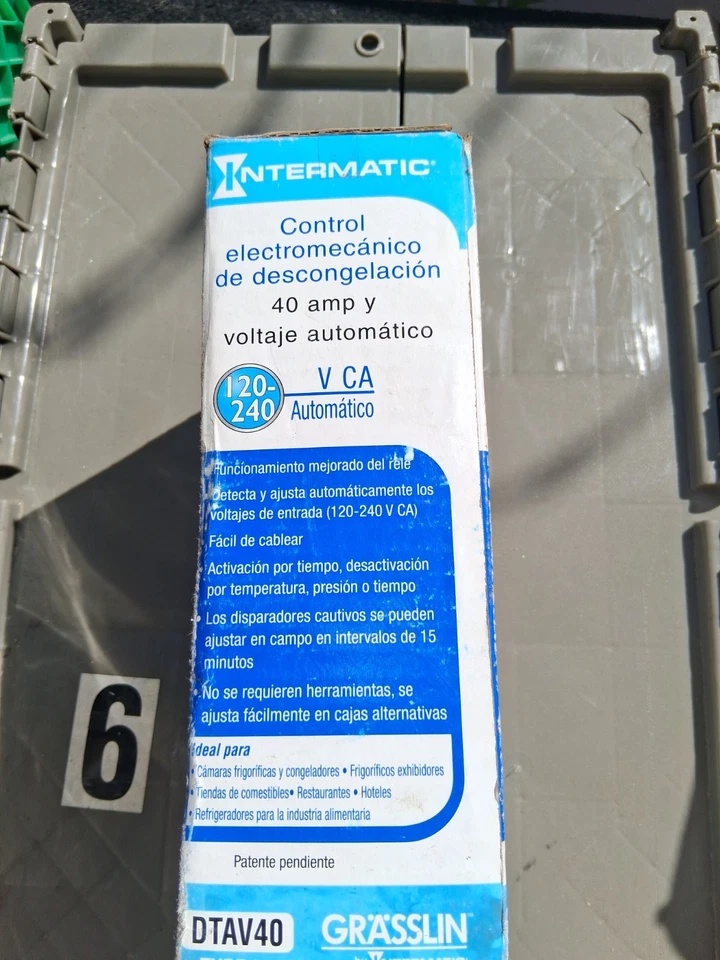 INTERMATIC®
Control
electromecánico
de descongelación
40 amp y
voltaje automático
120-
240
V CA
Automático
Funcionamiento mejorado del relé
Detecta y ajusta automáticamente los
voltajes de entrada (120-240 V CA)
Fácil de cablear
Activación por tiempo, desactivación
por temperatura, presión o tiempo
• Los disparadores cautivos se pueden
ajustar en campo en intervalos de 15
minutos
• No se requieren herramientas, se
ajusta fácilmente en cajas alternativas
Ideal para
• Cámaras frigoríficas y congeladores • Frigoríficos exhibidores
• Tiendas de comestibles • Restaurantes • Hoteles
• Refrigeradores para la industria alimentaria
Patente pendiente
DTAV40
GRÄSSLIN
6